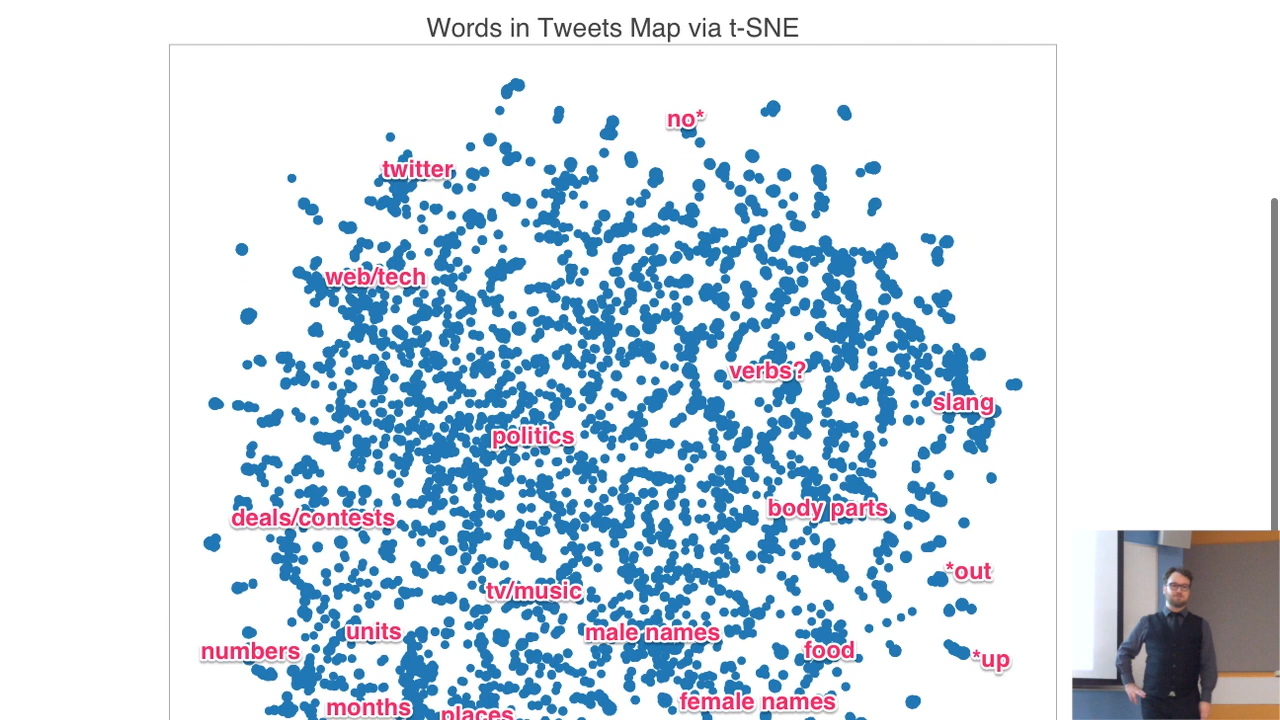 Words in Tweets Map via t-SNE
no*
twitter
web/tech
verbs?
slang
politics
body parts
deals/contests
*out
tv/music
units
male names
numbers
food
*up
female names
months
places